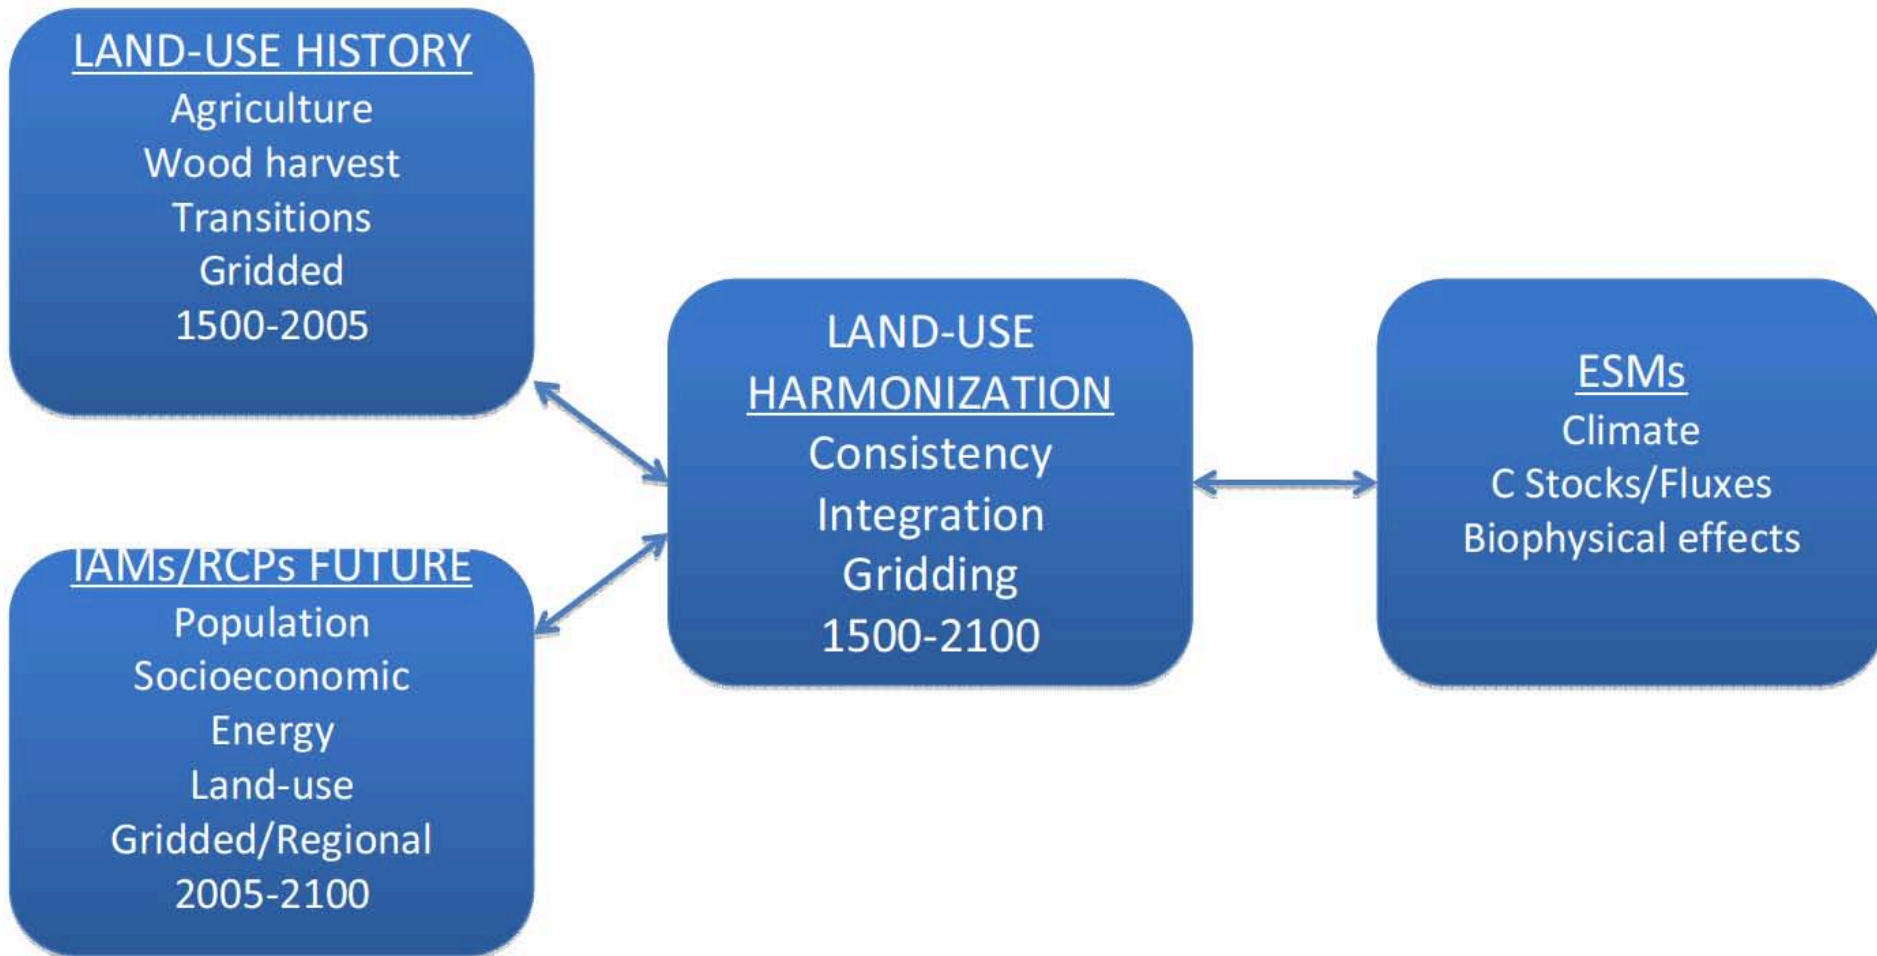 LAND-USE HISTORY
Agriculture
Wood harvest
Transitions
Gridded
1500-2005
IAMs/RCPs FUTURE
Population
Socioeconomic
Energy
Land-use
Gridded/Regional
2005-2100
LAND-USE
HARMONIZATION
Consistency
Integration
Gridding
1500-2100
ESMs
Climate
C Stocks/Fluxes
Biophysical effects